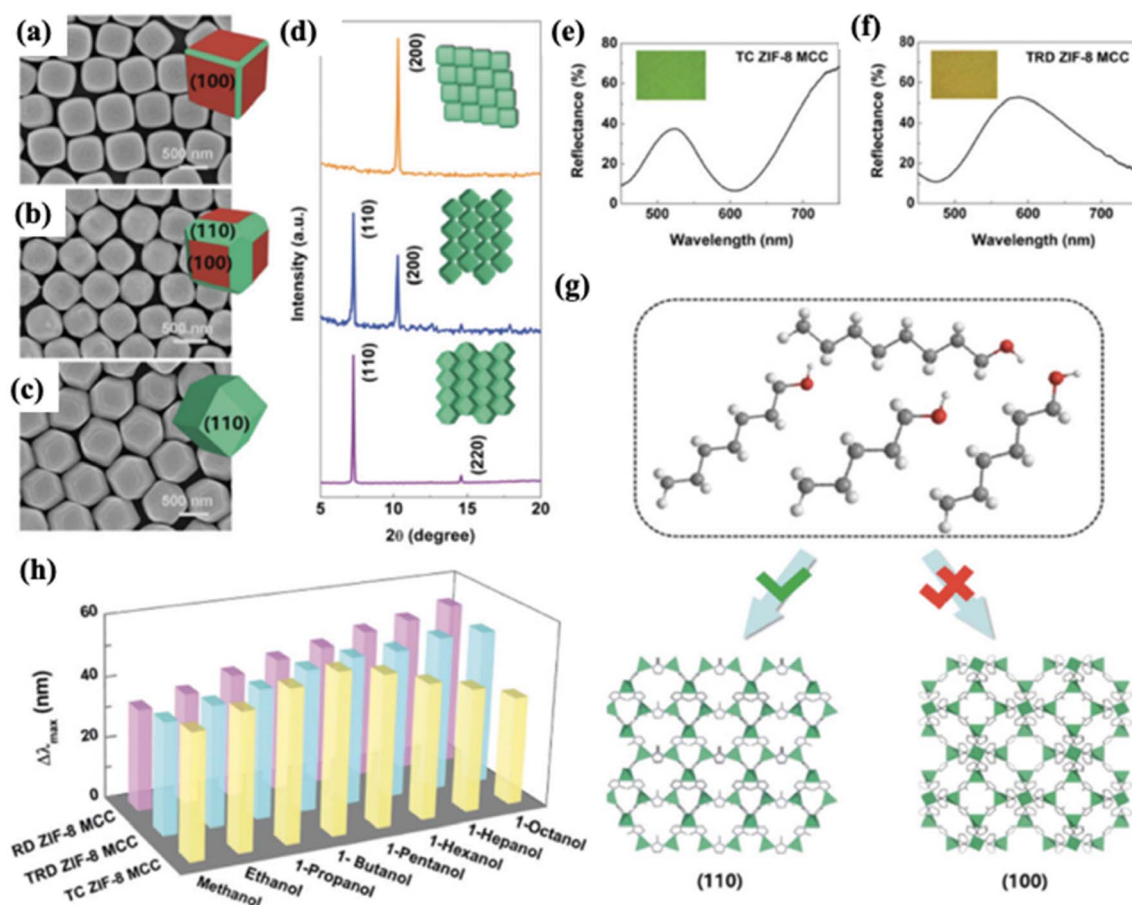 (a)
(100)
500 nm
(b)
(110)
(100)
500 nm
(c)
(110)
500 nm
(d)
(200)
(110)
(200)
(110)
(220)
Intensity (a.u.)
5 10 15 20
2θ (degree)
(e)
TC ZIF-8 MCC
Reflectance (%)
80
60
40
20
0
500 600 700
Wavelength (nm)
(f)
TRD ZIF-8 MCC
Reflectance (%)
80
60
40
20
0
500 600 700
Wavelength (nm)
(g)
(110)
(100)
(h)
60
40
20
0
Δλmax (nm)
RD ZIF-8 MCC
TRD ZIF-8 MCC
TC ZIF-8 MCC
Methanol
Ethanol
1-Propanol
1- Butanol
1-Pentanol
1-Hexanol
1-Hepanol
1-Octanol